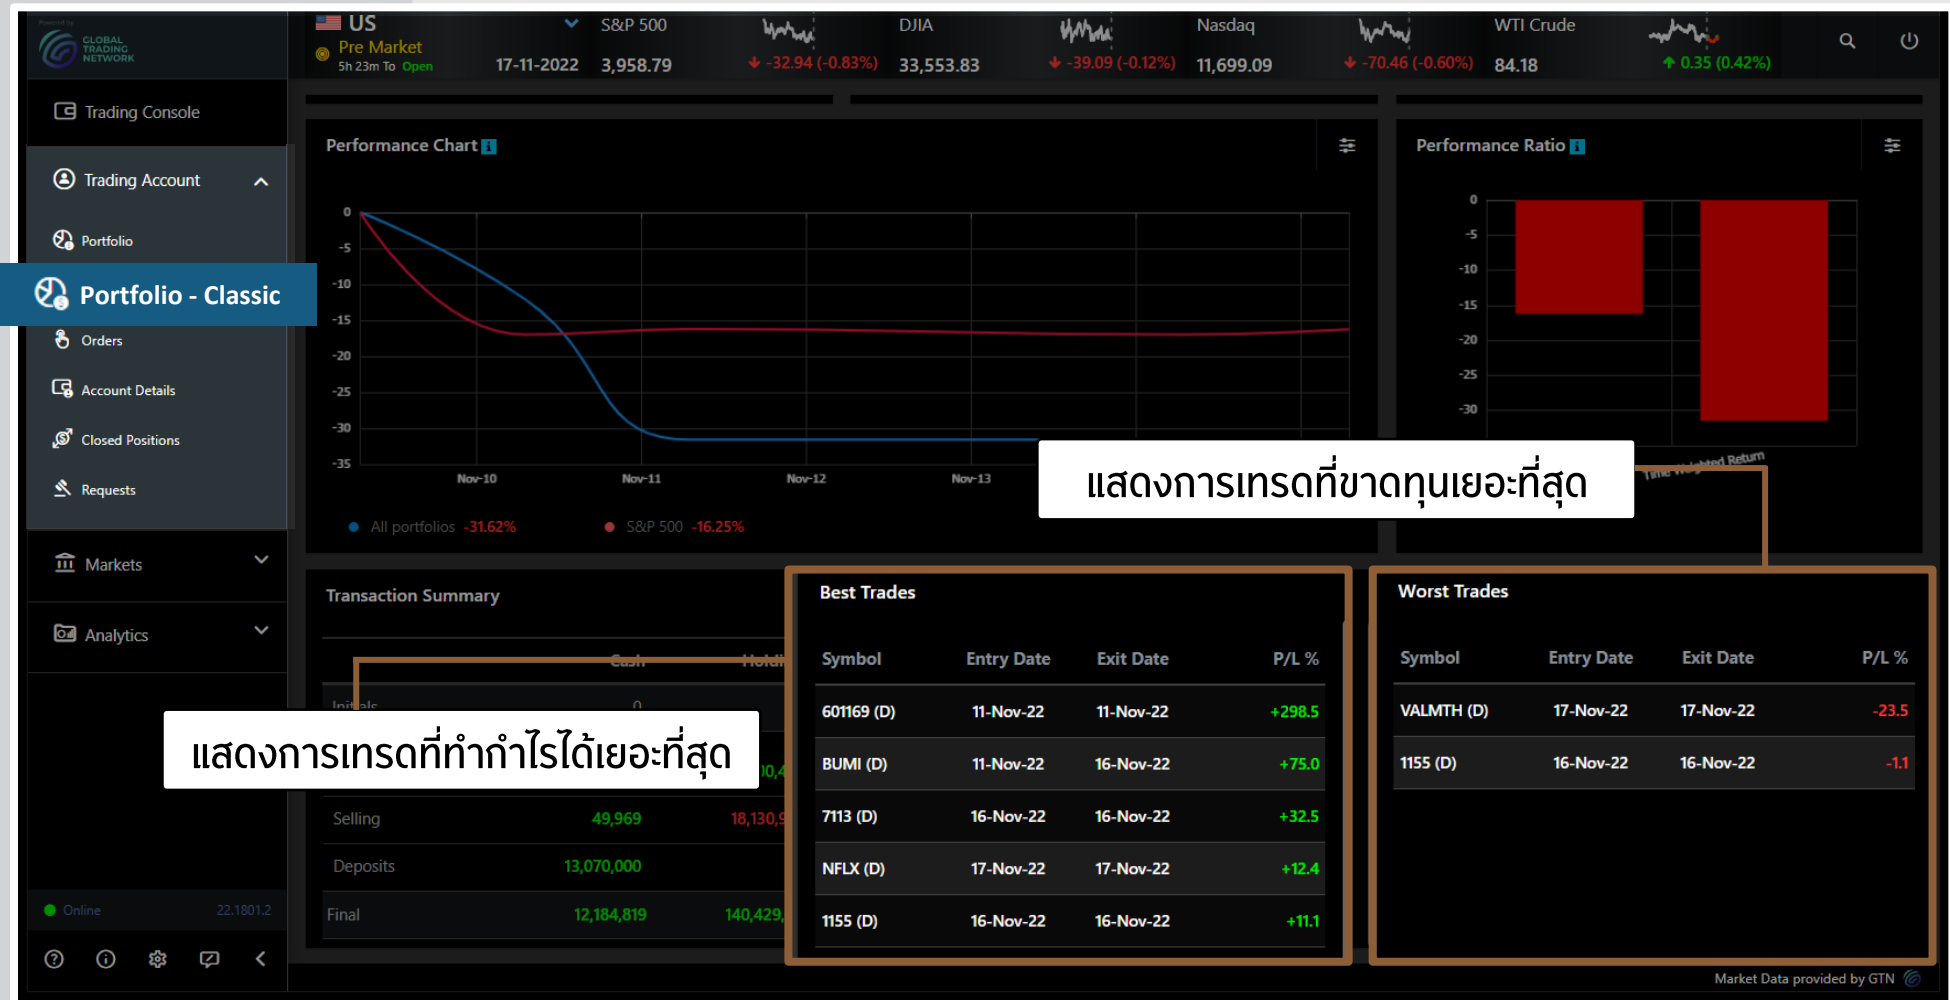 Powered by
GLOBAL
TRADING
NETWORK
US
Pre Market
5h 23m To Open
17-11-2022
S&P 500
3,958.79
-32.94 (-0.83%)
DJIA
33,553.83
-39.09 (-0.12%)
Nasdaq
11,699.09
-70.46 (-0.60%)
WTI Crude
84.18
0.35 (0.42%)
Trading Console
Trading Account
Portfolio
Portfolio - Classic
Orders
Account Details
Closed Positions
Requests
Markets
Analytics
Online
22.1801.2
Performance Chart
0
-5
-10
-15
-20
-25
-30
-35
Nov-10
Nov-11
Nov-12
Nov-13
All portfolios -31.62%
S&P 500 -16.25%
Performance Ratio
0
-5
-10
-15
-20
-25
-30
Time Weighted Return
แสดงการเทรดที่ขาดทุนเยอะที่สุด
Transaction Summary
Cash
Initials 0
แสดงการเทรดที่ทำกำไรได้เยอะที่สุด
Selling 49,969 18,130,9
Deposits 13,070,000
Final 12,184,819 140,429,
Best Trades
Symbol Entry Date Exit Date P/L %
601169 (D) 11-Nov-22 11-Nov-22 +298.5
BUMI (D) 11-Nov-22 16-Nov-22 +75.0
7113 (D) 16-Nov-22 16-Nov-22 +32.5
NFLX (D) 17-Nov-22 17-Nov-22 +12.4
1155 (D) 16-Nov-22 16-Nov-22 +11.1
Worst Trades
Symbol Entry Date Exit Date P/L %
VALMTH (D) 17-Nov-22 17-Nov-22 -23.5
1155 (D) 16-Nov-22 16-Nov-22 -1.1
Market Data provided by GTN